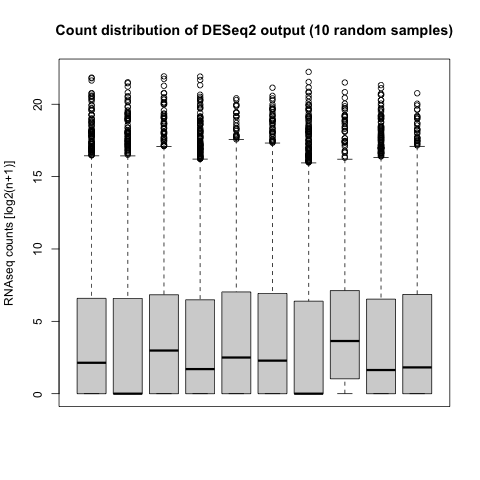 Count distribution of DESeq2 output (10 random samples)
RNAseq counts [log2(n+1)]
20
15
10
5
0